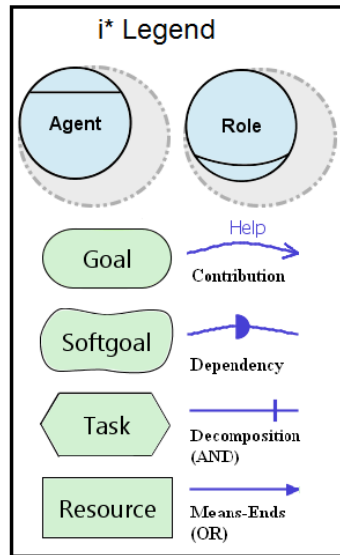 i* Legend
Agent
Role
Goal
Help
Contribution
Softgoal
Dependency
Task
Decomposition
(AND)
Resource
Means-Ends
(OR)